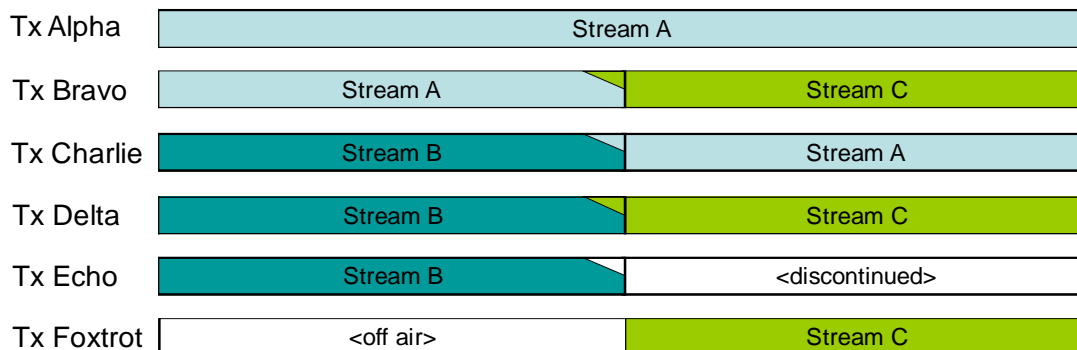 Tx Alpha Stream A
Tx Bravo Stream A Stream C
Tx Charlie Stream B Stream A
Tx Delta Stream B Stream C
Tx Echo Stream B <discontinued>
Tx Foxtrot <off air> Stream C